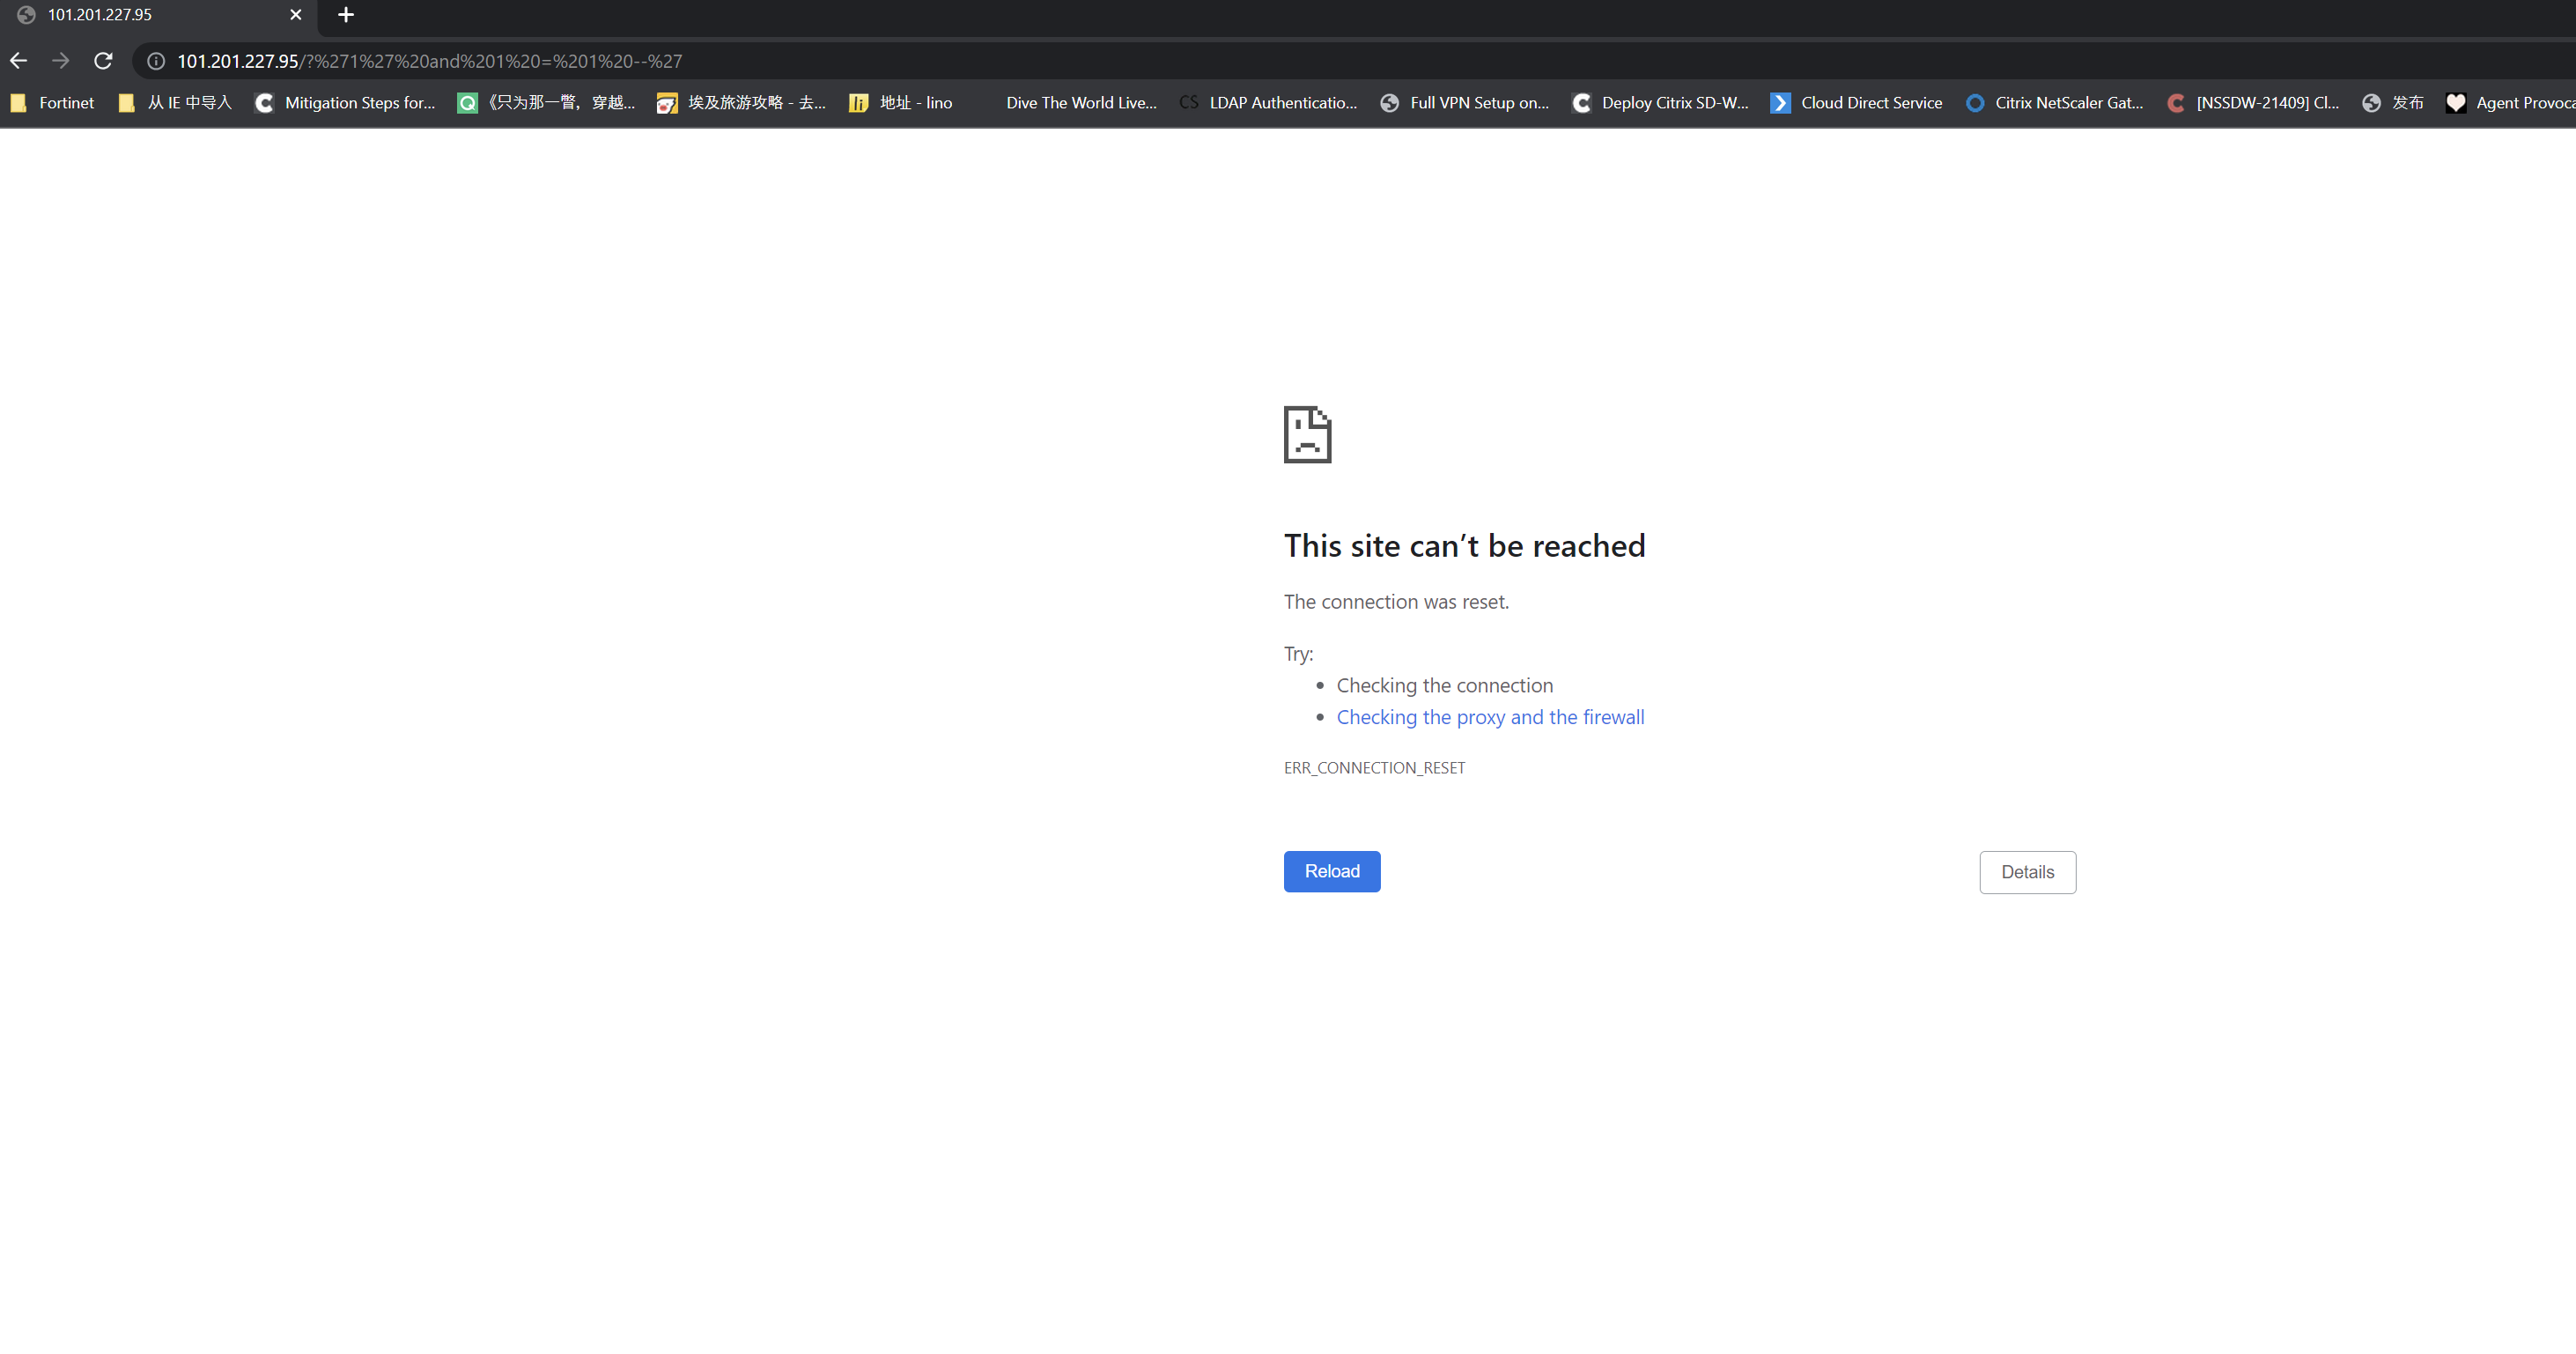 101.201.227.95
101.201.227.95/?%271%27%20and%201%20=%201%20--%27
Fortinet 从 IE 中导入 Mitigation Steps for... 《只为那一瞥，穿越... 埃及旅游攻略 - 去... 地址 - lino Dive The World Live... CS LDAP Authenticatio... Full VPN Setup on... Deploy Citrix SD-W... Cloud Direct Service Citrix NetScaler Gat... [NSSDW-21409] Cl... 发布 Agent Provoca
This site can’t be reached
The connection was reset.
Try:
• Checking the connection
• Checking the proxy and the firewall
ERR_CONNECTION_RESET
Reload Details